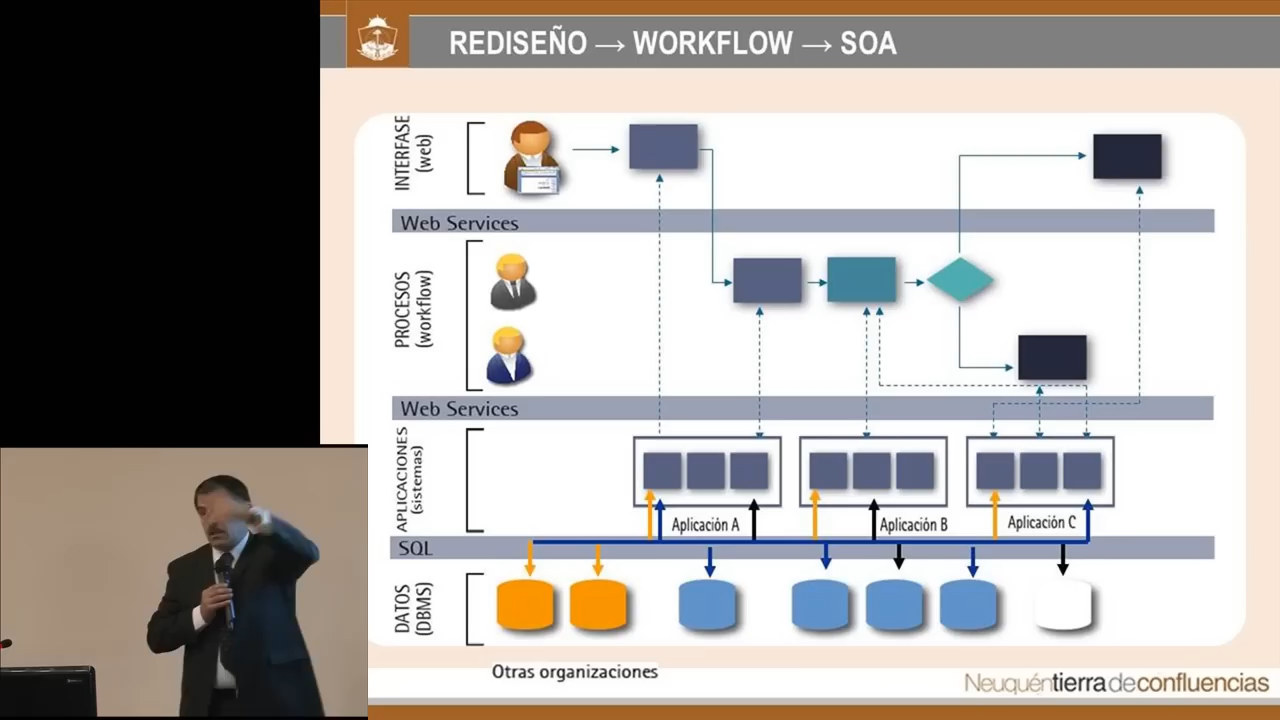 REDISEÑO → WORKFLOW → SOA
INTERFASE
(web)
Web Services
PROCESOS
(workflow)
Web Services
APLICACIONES
(sistemas)
Aplicación A
Aplicación B
Aplicación C
SQL
DATOS
(DBMS)
Otras organizaciones
Neuquéntierradeconfluencias